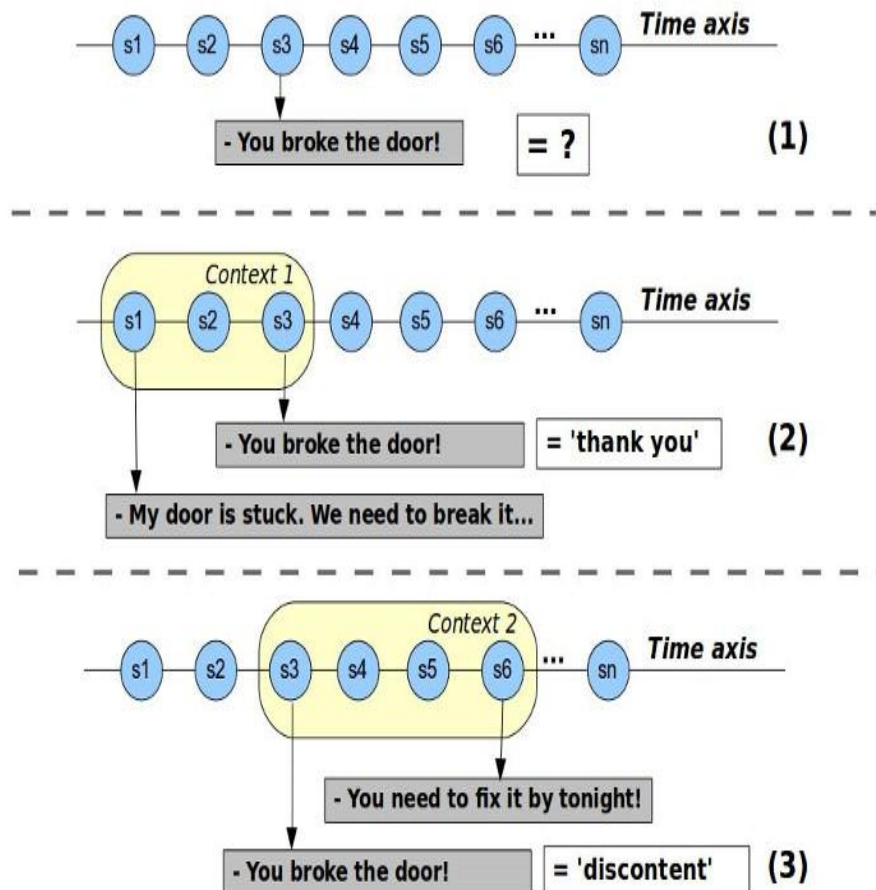 s1 s2 s3 s4 s5 s6 ... sn Time axis
- You broke the door! = ? (1)
Context 1
s1 s2 s3 s4 s5 s6 ... sn Time axis
- You broke the door! = 'thank you' (2)
- My door is stuck. We need to break it...
Context 2
s1 s2 s3 s4 s5 s6 ... sn Time axis
- You need to fix it by tonight!
- You broke the door! = 'discontent' (3)